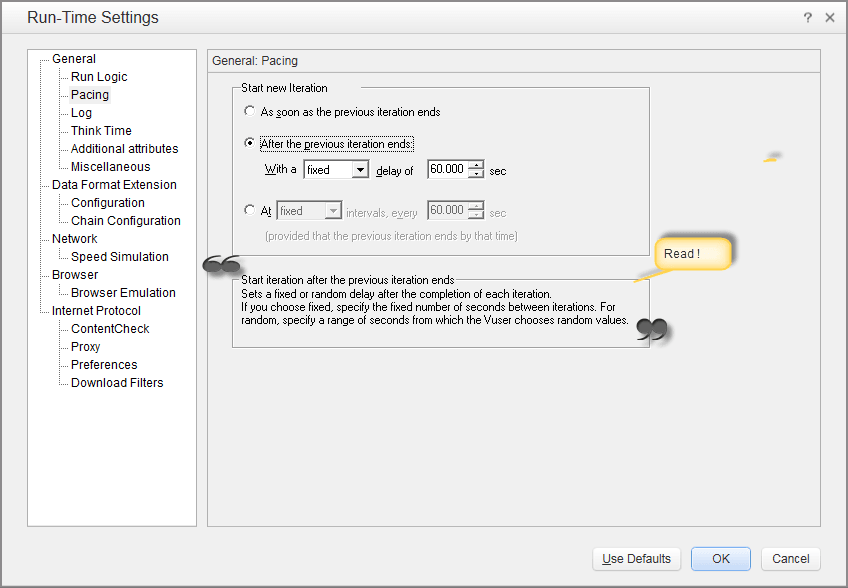 Run-Time Settings
? ×
General
Run Logic
Pacing
Log
Think Time
Additional attributes
Miscellaneous
Data Format Extension
Configuration
Chain Configuration
Network
Speed Simulation
Browser
Browser Emulation
Internet Protocol
ContentCheck
Proxy
Preferences
Download Filters
General: Pacing
Start new Iteration
As soon as the previous iteration ends
After the previous iteration ends:
With a fixed delay of 60.000 sec
At fixed intervals, every 60.000 sec
(provided that the previous iteration ends by that time)
Read !
“
Start iteration after the previous iteration ends
Sets a fixed or random delay after the completion of each iteration.
If you choose fixed, specify the fixed number of seconds between iterations. For
random, specify a range of seconds from which the Vuser chooses random values.
”
Use Defaults OK Cancel